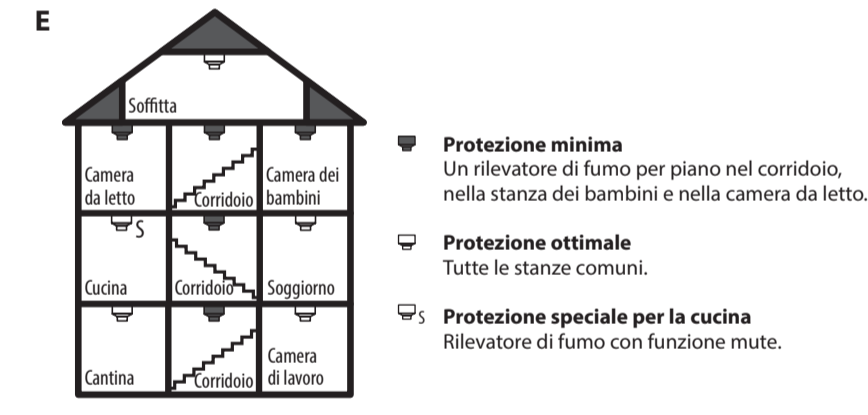 E
Soffitta
Camera
da letto
Corridoio
Camera dei
bambini
S
Cucina
Corridoio
Soggiorno
Cantina
Corridoio
Camera
di lavoro
Protezione minima
Un rilevatore di fumo per piano nel corridoio,
nella stanza dei bambini e nella camera da letto.
Protezione ottimale
Tutte le stanze comuni.
S Protezione speciale per la cucina
Rilevatore di fumo con funzione mute.